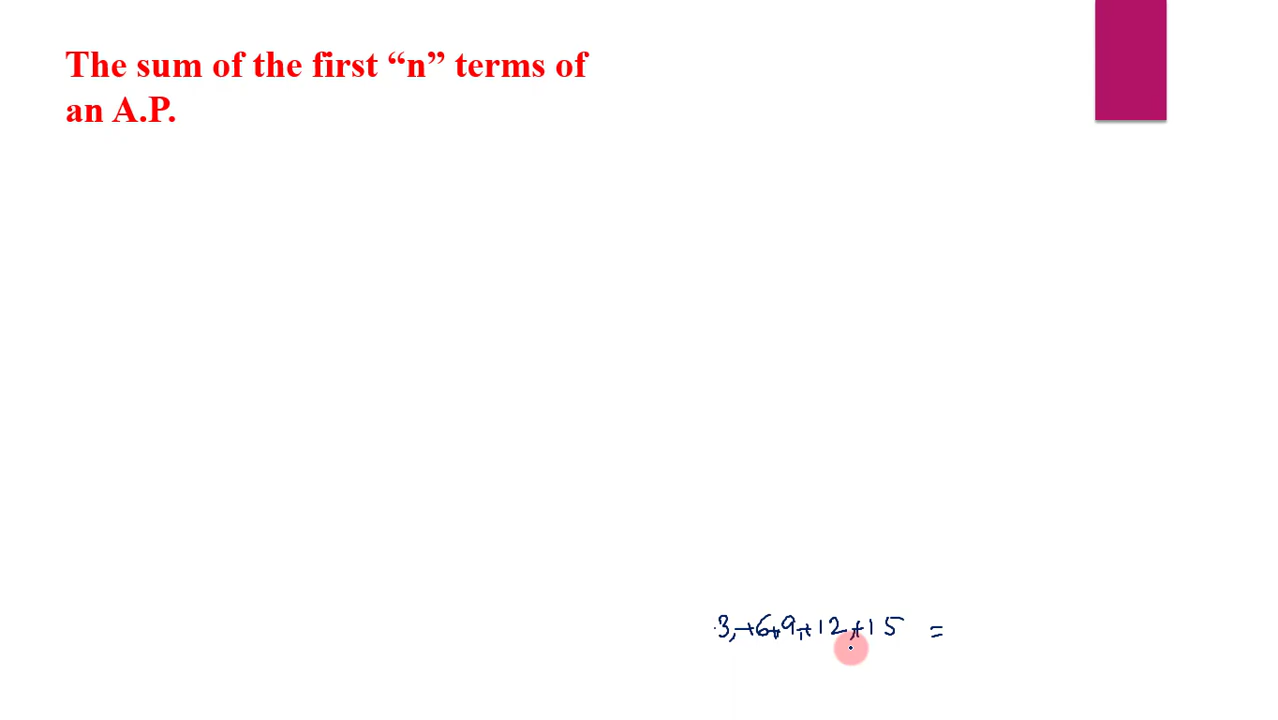 The sum of the first “n” terms of
an A.P.
3,+6,+9,+12,+15 =